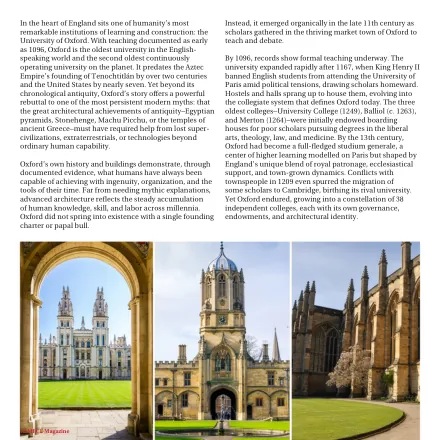 In the heart of England sits one of humanity's most
remarkable institutions of learning and construction: the
University of Oxford. With teaching documented as early
as 1096, Oxford is the oldest university in the English-
speaking world and the second oldest continuously
operating university on the planet. It predates the Aztec
Empire's founding of Tenochtitlán by over two centuries
and the United States by nearly seven. Yet beyond its
chronological antiquity, Oxford's story offers a powerful
rebuttal to one of the most persistent modern myths: that
the great architectural achievements of antiquity–Egyptian
pyramids, Stonehenge, Machu Picchu, or the temples of
ancient Greece–must have required help from lost super-
civilizations, extraterrestrials, or technologies beyond
ordinary human capability.
Oxford's own history and buildings demonstrate, through
documented evidence, what humans have always been
capable of achieving with ingenuity, organization, and the
tools of their time. Far from needing mythic explanations,
advanced architecture reflects the steady accumulation
of human knowledge, skill, and labor across millennia.
Oxford did not spring into existence with a single founding
charter or papal bull.
Instead, it emerged organically in the late 11th century as
scholars gathered in the thriving market town of Oxford to
teach and debate.
By 1096, records show formal teaching underway. The
university expanded rapidly after 1167, when King Henry II
banned English students from attending the University of
Paris amid political tensions, drawing scholars homeward.
Hostels and halls sprang up to house them, evolving into
the collegiate system that defines Oxford today. The three
oldest colleges–University College (1249), Balliol (c. 1263),
and Merton (1264)–were initially endowed boarding
houses for poor scholars pursuing degrees in the liberal
arts, theology, law, and medicine. By the 13th century,
Oxford had become a full-fledged studium generale, a
center of higher learning modelled on Paris but shaped by
England's unique blend of royal patronage, ecclesiastical
support, and town-grown dynamics. Conflicts with
townspeople in 1209 even spurred the migration of
some scholars to Cambridge, birthing its rival university.
Yet Oxford endured, growing into a constellation of 38
independent colleges, each with its own governance,
endowments, and architectural identity.
Magazine